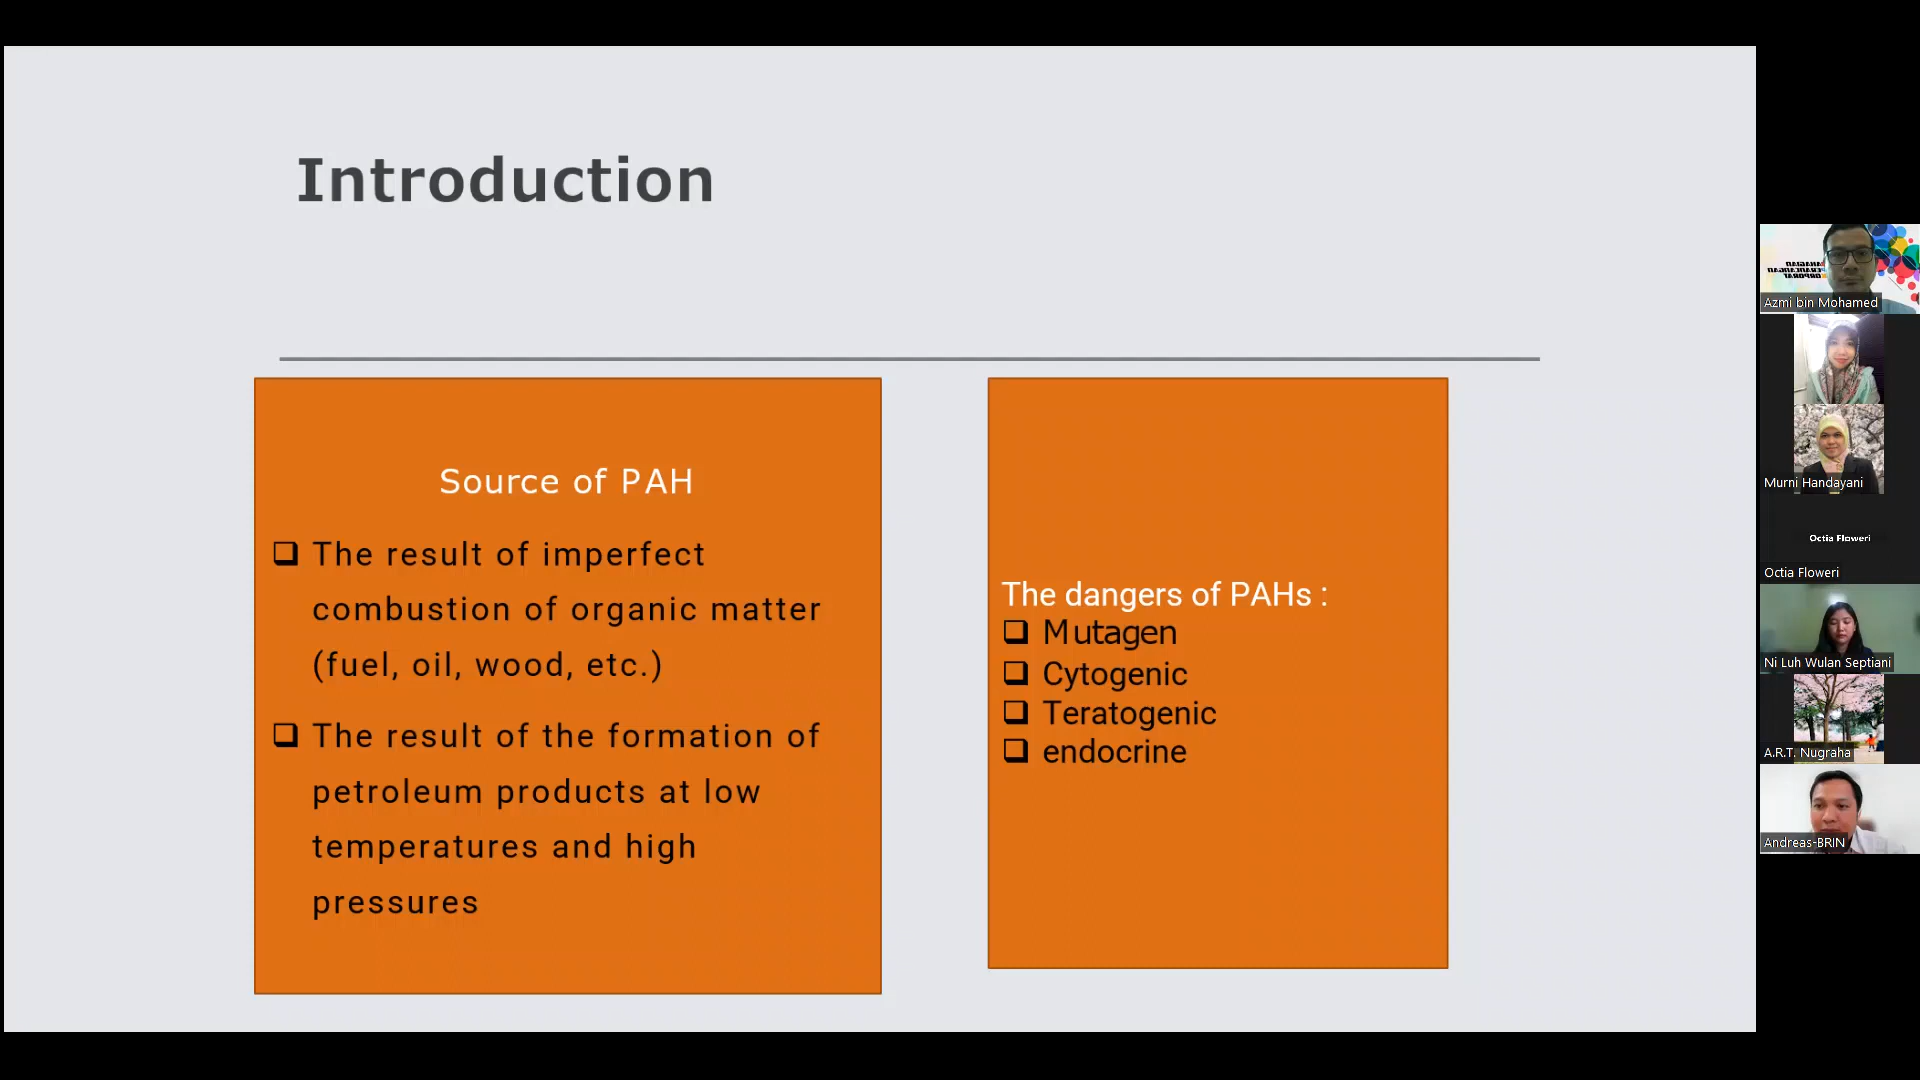 Introduction
Source of PAH
❑ The result of imperfect
combustion of organic matter
(fuel, oil, wood, etc.)
❑ The result of the formation of
petroleum products at low
temperatures and high
pressures
The dangers of PAHs :
❑ Mutagen
❑ Cytogenic
❑ Teratogenic
❑ endocrine
Azmi bin Mohamed
Murni Handayani
Octia Floweri
Octia Floweri
Ni Luh Wulan Septiani
A.R.T. Nugraha
Andreas-BRIN